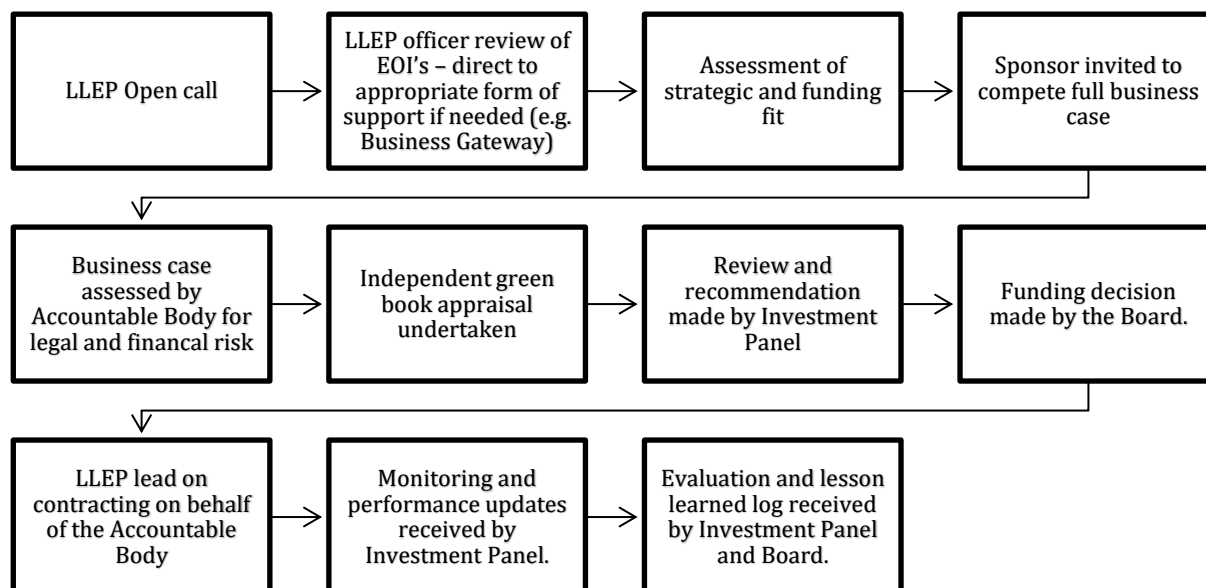 LLEP Open call
LLEP officer review of
EOI's – direct to
appropriate form of
support if needed (e.g.
Business Gateway)
Assessment of
strategic and funding
fit
Sponsor invited to
compete full business
case
Business case
assessed by
Accountable Body for
legal and financal risk
Independent green
book appraisal
undertaken
Review and
recommendation
made by Investment
Panel
Funding decision
made by the Board.
LLEP lead on
contracting on behalf
of the Accountable
Body
Monitoring and
performance updates
received by
Investment Panel.
Evaluation and lesson
learned log received
by Investment Panel
and Board.